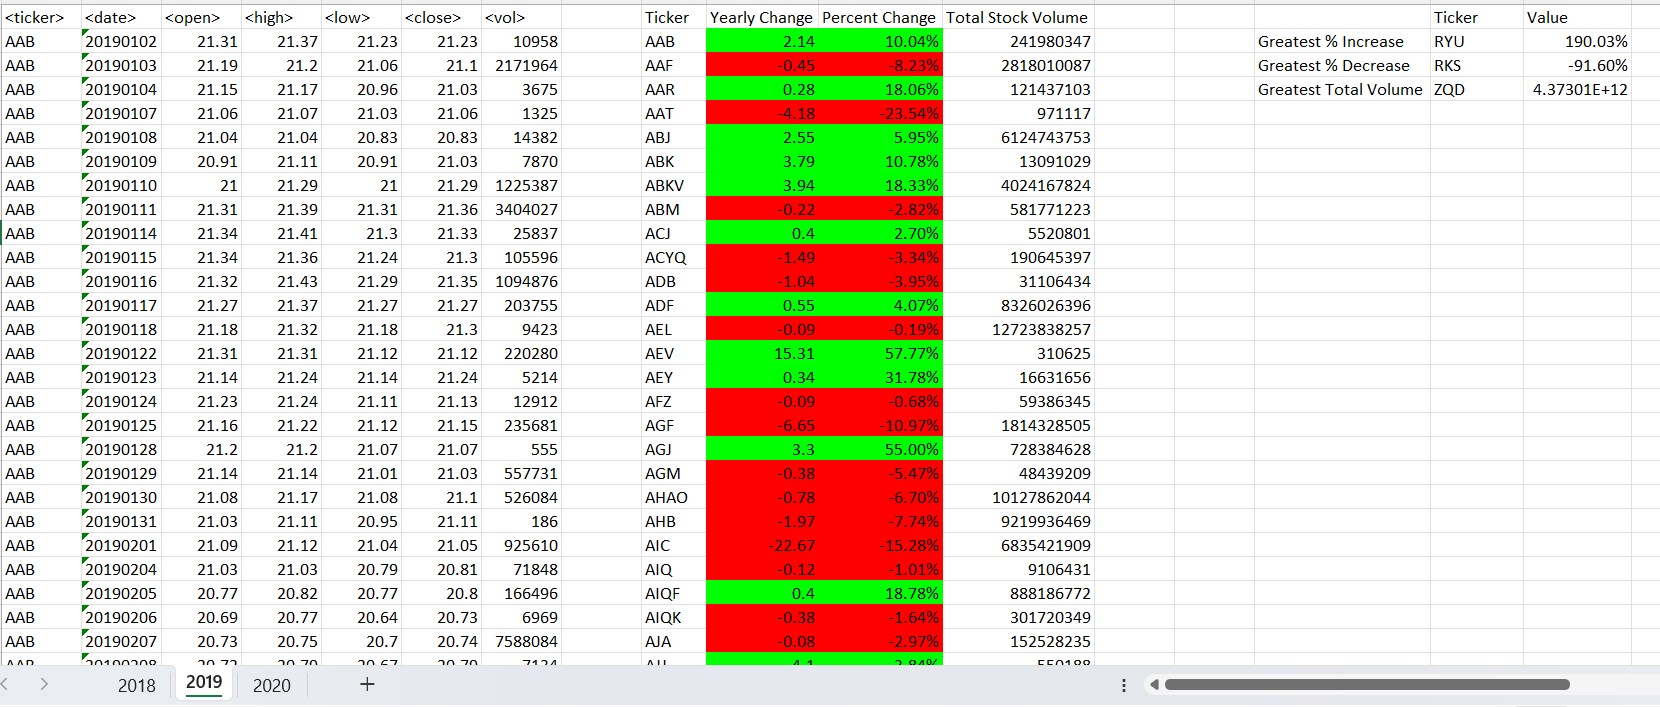 <ticker> <date> <open> <high> <low> <close> <vol> Ticker Yearly Change Percent Change Total Stock Volume Ticker Value
AAB 20190102 21.31 21.37 21.23 21.23 10958 AAB 2.14 10.04% 241980347 Greatest % Increase RYU 190.03%
AAB 20190103 21.19 21.2 21.06 21.1 2171964 AAF -0.45 -8.23% 2818010087 Greatest % Decrease RKS -91.60%
AAB 20190104 21.15 21.17 20.96 21.03 3675 AAR 0.28 18.06% 121437103 Greatest Total Volume ZQD 4.37301E+12
AAB 20190107 21.06 21.07 21.03 21.06 1325 AAT -4.18 -23.54% 971117
AAB 20190108 21.04 21.04 20.83 20.83 14382 ABJ 2.55 5.95% 6124743753
AAB 20190109 20.91 21.11 20.91 21.03 7870 ABK 3.79 10.78% 13091029
AAB 20190110 21 21.29 21 21.29 1225387 ABKV 3.94 18.33% 4024167824
AAB 20190111 21.31 21.39 21.31 21.36 3404027 ABM -0.22 -2.82% 581771223
AAB 20190114 21.34 21.41 21.3 21.33 25837 ACJ 0.4 2.70% 5520801
AAB 20190115 21.34 21.36 21.24 21.3 105596 ACYQ -1.49 -3.34% 190645397
AAB 20190116 21.32 21.43 21.29 21.35 1094876 ADB -1.04 -3.95% 31106434
AAB 20190117 21.27 21.37 21.27 21.27 203755 ADF 0.55 4.07% 8326026396
AAB 20190118 21.18 21.32 21.18 21.3 9423 AEL -0.09 -0.19% 12723838257
AAB 20190122 21.31 21.31 21.12 21.12 220280 AEV 15.31 57.77% 310625
AAB 20190123 21.14 21.24 21.14 21.24 5214 AEY 0.34 31.78% 16631656
AAB 20190124 21.23 21.24 21.11 21.13 12912 AFZ -0.09 -0.68% 59386345
AAB 20190125 21.16 21.22 21.12 21.15 235681 AGF -6.65 -10.97% 1814328505
AAB 20190128 21.2 21.2 21.07 21.07 555 AGJ 3.3 55.00% 728384628
AAB 20190129 21.14 21.14 21.01 21.03 557731 AGM -0.38 -5.47% 48439209
AAB 20190130 21.08 21.17 21.08 21.1 526084 AHAO -0.78 -6.70% 10127862044
AAB 20190131 21.03 21.11 20.95 21.11 186 AHB -1.97 -7.74% 9219936469
AAB 20190201 21.09 21.12 21.04 21.05 925610 AIC -22.67 -15.28% 6835421909
AAB 20190204 21.03 21.03 20.79 20.81 71848 AIQ -0.12 -1.01% 9106431
AAB 20190205 20.77 20.82 20.77 20.8 166496 AIQF 0.4 18.78% 888186772
AAB 20190206 20.69 20.77 20.64 20.73 6969 AIQK -0.38 -1.64% 301720349
AAB 20190207 20.73 20.75 20.7 20.74 7588084 AJA -0.08 -2.97% 152528235
2018 2019 2020